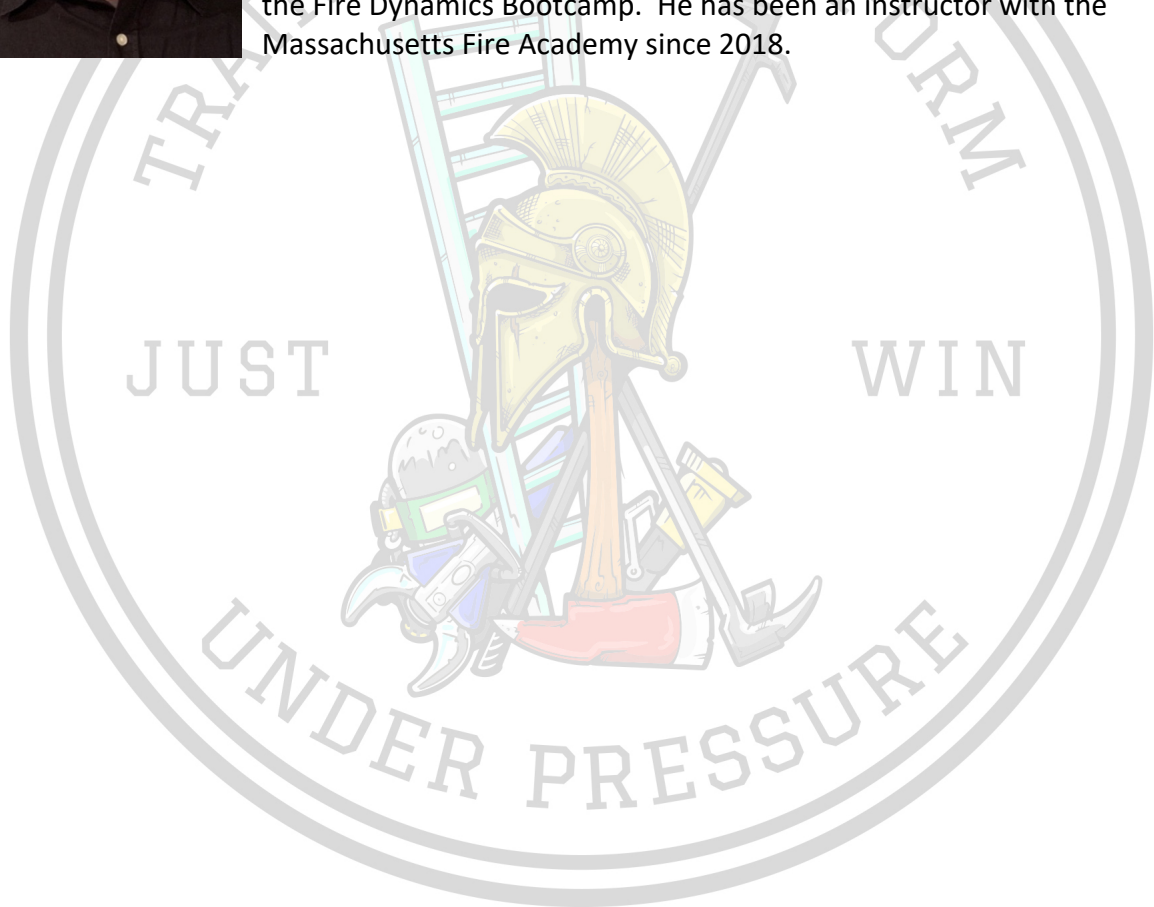 the Fire Dynamics Bootcamp. He has been an instructor with the
Massachusetts Fire Academy since 2018.
JUST
WIN
UNDER PRESSURE